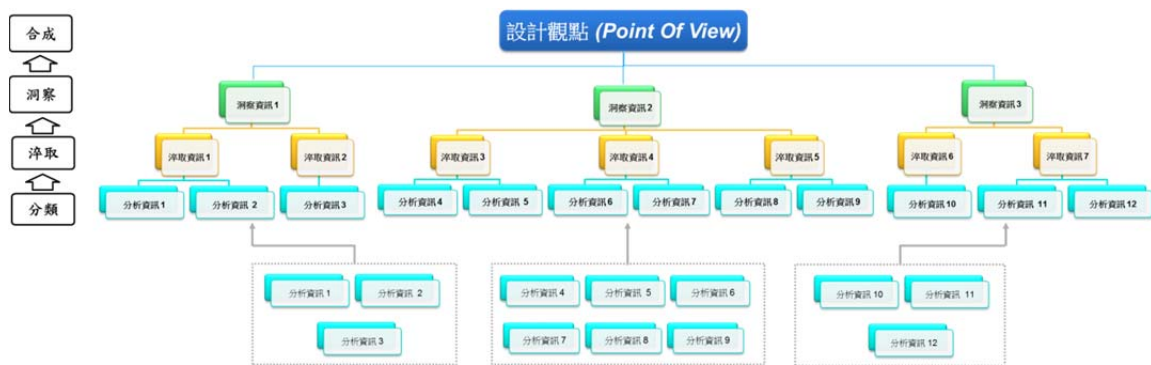 設計觀點 (Point Of View)
合成
洞察
淬取
分類
洞察資訊 1
洞察資訊 2
洞察資訊 3
淬取資訊 1
淬取資訊 2
淬取資訊 3
淬取資訊 4
淬取資訊 5
淬取資訊 6
淬取資訊 7
分析資訊 1
分析資訊 2
分析資訊 3
分析資訊 4
分析資訊 5
分析資訊 6
分析資訊 7
分析資訊 8
分析資訊 9
分析資訊 10
分析資訊 11
分析資訊 12
分析資訊 1
分析資訊 2
分析資訊 3
分析資訊 4
分析資訊 5
分析資訊 6
分析資訊 7
分析資訊 8
分析資訊 9
分析資訊 10
分析資訊 11
分析資訊 12